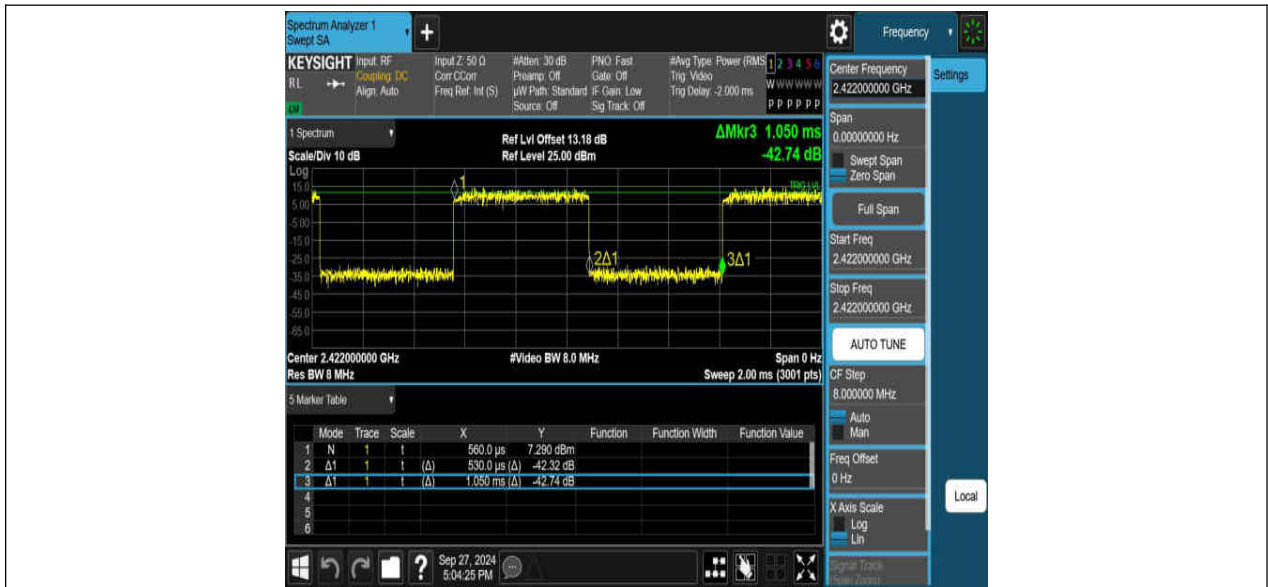 Spectrum Analyzer 1
Swept SA
+
Frequency
KEYSIGHT
RL
Input: RF
Coupling: DC
Align: Auto
Input Z: 50 Ω
Corr CCorr
Freq Ref: Int (S)
#Atten: 30 dB
Preamp: Off
µW Path: Standard
Source: Off
PNO: Fast
Gate: Off
IF Gain: Low
Sig Track: Off
#Avg Type: Power (RMS
Trig: Video
Trig Delay: -2.000 ms
1 2 3 4 5 6
W W W W W W
P P P P P P
1 Spectrum
Scale/Div 10 dB
Ref Lvl Offset 13.18 dB
Ref Level 25.00 dBm
ΔMkr3 1.050 ms
-42.74 dB
Log
15.0
5.00
-5.00
-15.0
-25.0
-35.0
-45.0
-55.0
-65.0
TRIG LVL
1
2Δ1
3Δ1
Center 2.422000000 GHz
#Video BW 8.0 MHz
Span 0 Hz
Res BW 8 MHz
Sweep 2.00 ms (3001 pts)
5 Marker Table
Mode Trace Scale X Y Function Function Width Function Value
1 N 1 t 560.0 µs 7.290 dBm
2 Δ1 1 t (Δ) 530.0 µs (Δ) -42.32 dB
3 Δ1 1 t (Δ) 1.050 ms (Δ) -42.74 dB
4
5
6
Sep 27, 2024
5:04:25 PM
?
Center Frequency
2.422000000 GHz
Settings
Span
0.00000000 Hz
Swept Span
Zero Span
Full Span
Start Freq
2.422000000 GHz
Stop Freq
2.422000000 GHz
AUTO TUNE
CF Step
8.000000 MHz
Auto
Man
Freq Offset
0 Hz
X Axis Scale
Log
Lin
Local
Signal Track
(Span Zoom)